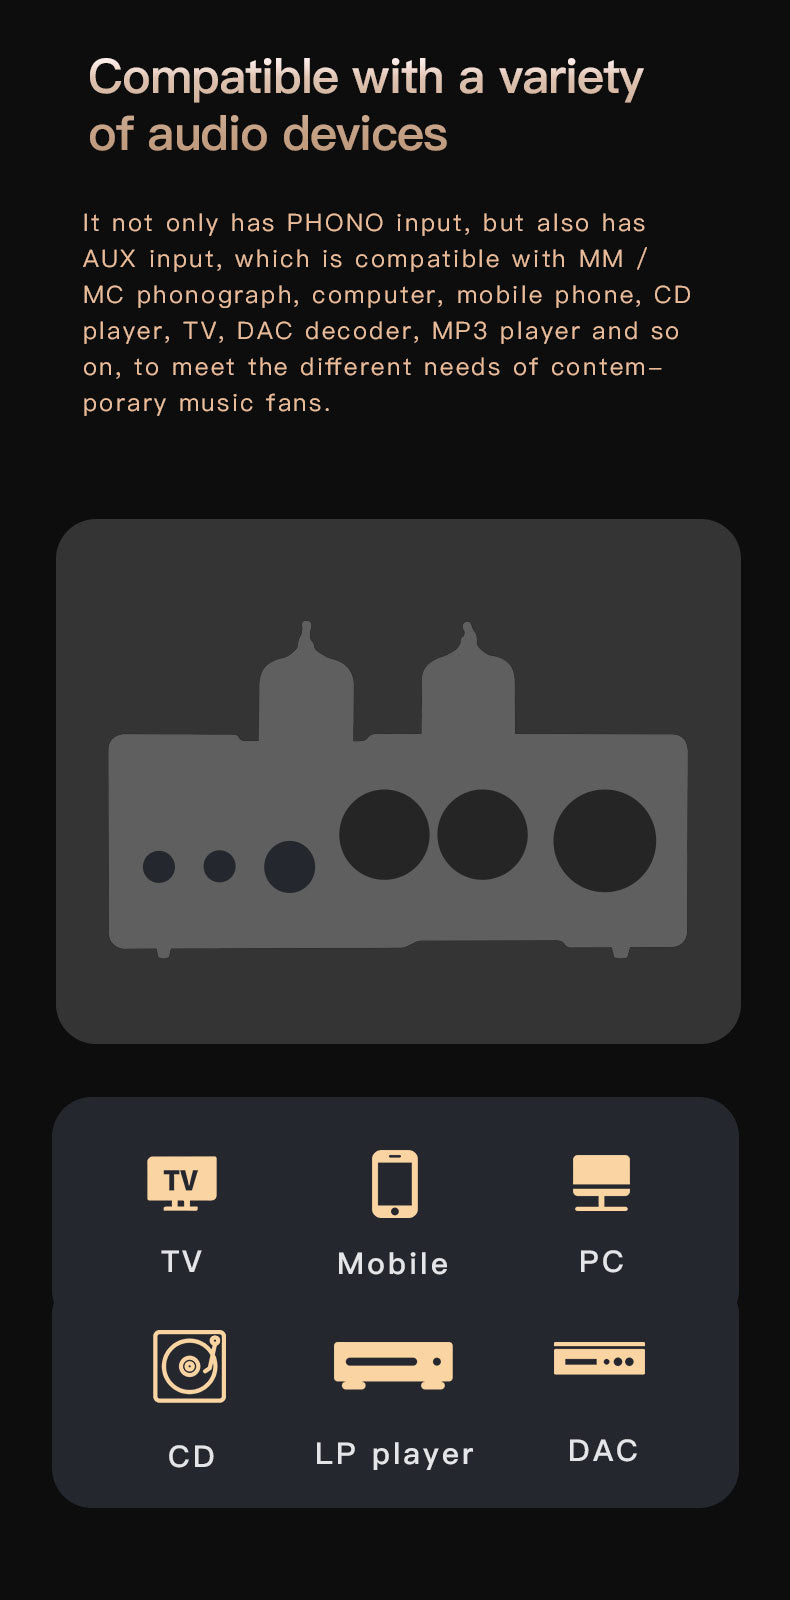 Compatible with a variety
of audio devices
It not only has PHONO input, but also has
AUX input, which is compatible with MM /
MC phonograph, computer, mobile phone, CD
player, TV, DAC decoder, MP3 player and so
on, to meet the different needs of contem-
porary music fans.
TV
TV
Mobile
PC
CD
LP player
DAC